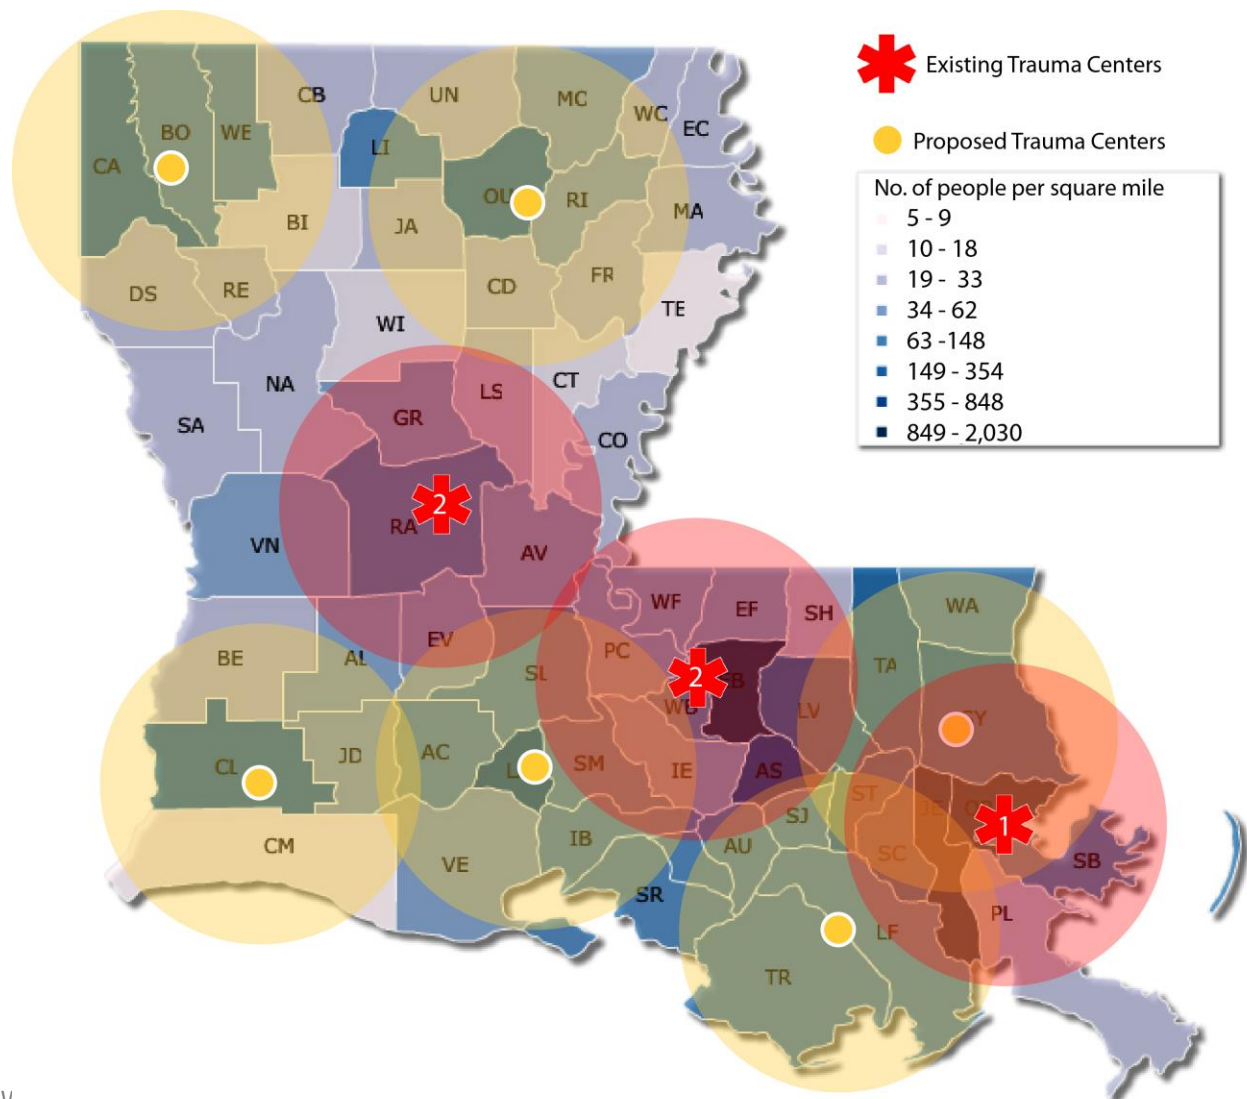 Existing Trauma Centers
Proposed Trauma Centers
No. of people per square mile
5 - 9
10 - 18
19 - 33
34 - 62
63 -148
149 - 354
355 - 848
849 - 2,030
CB
UN
MO
WC
EC
BO
WE
LI
CA
OU
RI
MA
BI
JA
DS
RE
CD
FR
TE
WI
NA
LS
CT
GR
SA
CO
2
RA
VN
AV
WF
EF
SH
WA
EV
PC
BE
AL
SL
2
TA
LV
AC
SM
IE
AS
CL
JD
ST
1
SJ
IB
AU
SC
SB
CM
VE
SR
PL
LF
TR